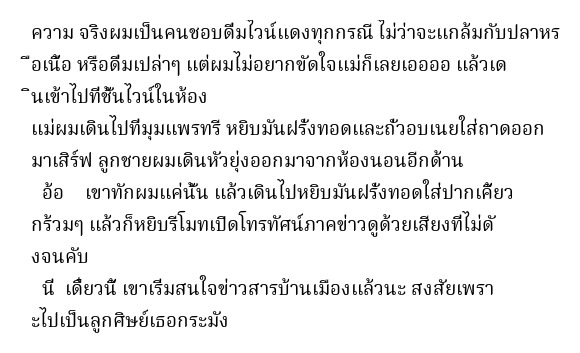 ความ จริงผมเป็นคนชอบดื่มไวน์แดงทุกกรณี ไม่ว่าจะแกล้มกับปลาหร
ือเนื้อ หรือดื่มเปล่าๆ แต่ผมไม่อยากขัดใจแม่ก็เลยเออออ แล้วเด
ินเข้าไปที่ชั้นไวน์ในห้อง
แม่ผมเดินไปที่มุมแพรทรี หยิบมันฝรั่งทอดและถั่วอบเนยใส่ถาดออก
มาเสิร์ฟ ลูกชายผมเดินหัวยุ่งออกมาจากห้องนอนอีกด้าน
อ้อ เขาทักผมแค่นั้น แล้วเดินไปหยิบมันฝรั่งทอดใส่ปากเคี้ยว
กร้วมๆ แล้วก็หยิบรีโมทเปิดโทรทัศน์ภาคข่าวดูด้วยเสียงที่ไม่ดั
งจนคับ
นี่ เดี๋ยวนี้ เขาเริ่มสนใจข่าวสารบ้านเมืองแล้วนะ สงสัยเพรา
ะไปเป็นลูกศิษย์เธอกระมัง